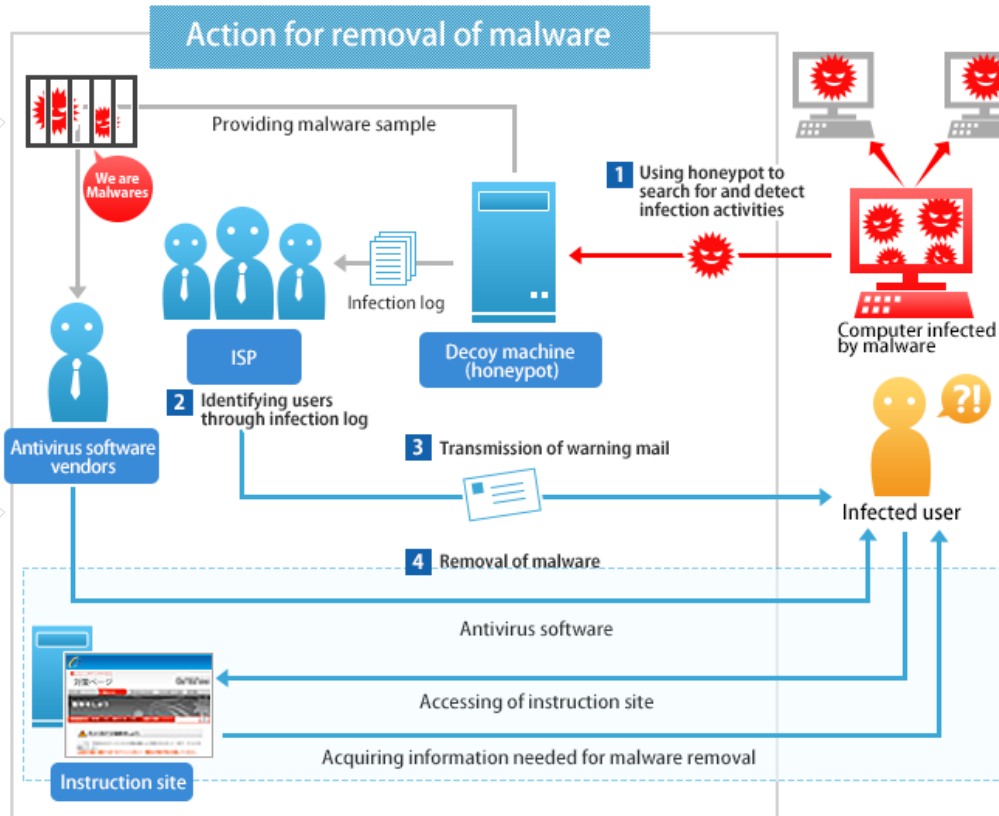 Action for removal of malware
Providing malware sample
We are
Malwares
1 Using honeypot to
search for and detect
infection activities
Infection log
ISP
Decoy machine
(honeypot)
Computer infected
by malware
2 Identifying users
through infection log
?!
Antivirus software
vendors
3 Transmission of warning mail
Infected user
4 Removal of malware
Antivirus software
対策ページ
Accessing of instruction site
Acquiring information needed for malware removal
Instruction site